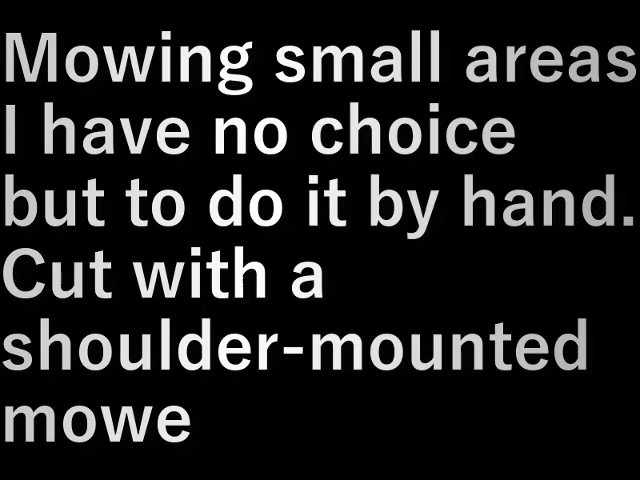 Mowing small areas
I have no choice
but to do it by hand.
Cut with a
shoulder-mounted
mowe